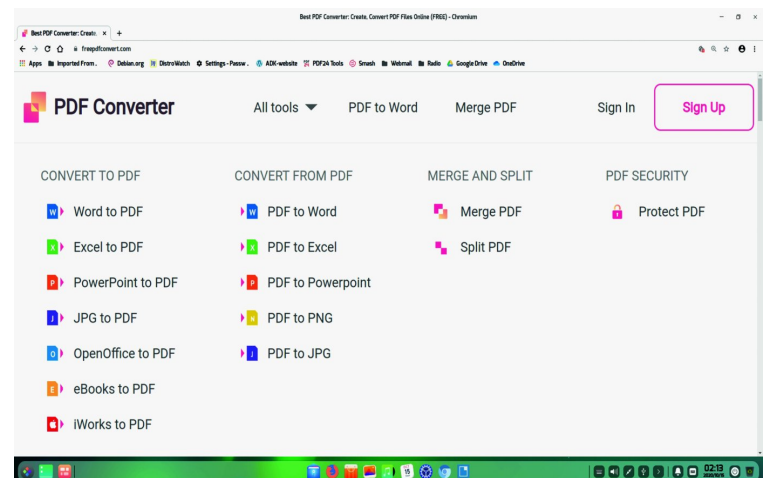 Best PDF Converter: Create, Convert PDF Files Online (FREE) - Chromium
Best PDF Converter: Create, × +
freepdfconvert.com
Apps Imported From . Debian.org DistroWatch Settings - Passw . ADK-website PDF24 Tools Smash Webmail Radio Google Drive OneDrive
PDF Converter All tools PDF to Word Merge PDF Sign In Sign Up
CONVERT TO PDF
Word to PDF
Excel to PDF
PowerPoint to PDF
JPG to PDF
OpenOffice to PDF
eBooks to PDF
iWorks to PDF
CONVERT FROM PDF
PDF to Word
PDF to Excel
PDF to Powerpoint
PDF to PNG
PDF to JPG
MERGE AND SPLIT
Merge PDF
Split PDF
PDF SECURITY
Protect PDF
02:13